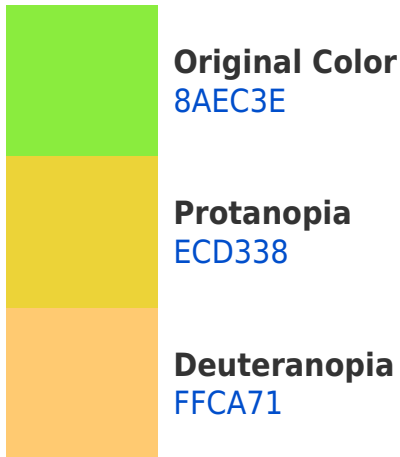 Original Color
8AEC3E
Protanopia
ECD338
Deuteranopia
FFCA71